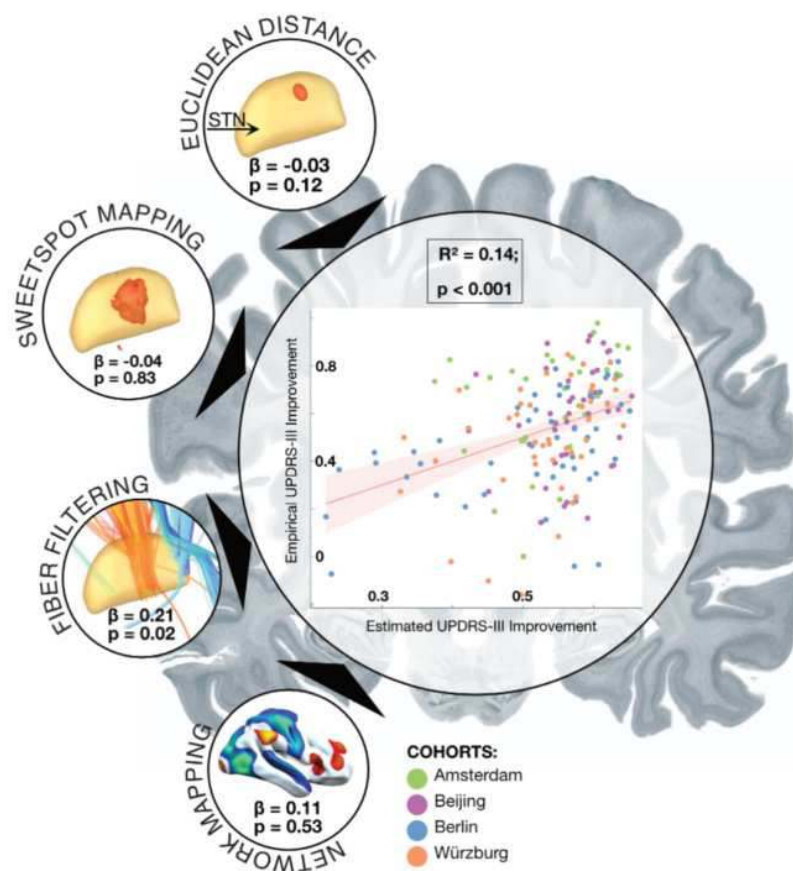 EUCLIDEAN DISTANCE
STN
β = -0.03
p = 0.12
SWEETSPOT MAPPING
β = -0.04
p = 0.83
FIBER FILTERING
β = 0.21
p = 0.02
NETWORK MAPPING
β = 0.11
p = 0.53
R² = 0.14;
p < 0.001
Empirical UPDRS-III Improvement
0.8
0.4
0
0.3
0.5
Estimated UPDRS-III Improvement
COHORTS:
Amsterdam
Beijing
Berlin
Würzburg